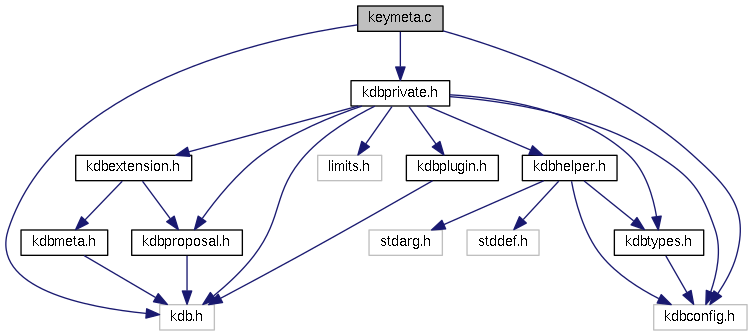 keymeta.c
kdbprivate.h
kdbextension.h
limits.h
kdbplugin.h
kdbhelper.h
kdbmeta.h
kdbproposal.h
stdarg.h
stddef.h
kdbtypes.h
kdb.h
kdbconfig.h